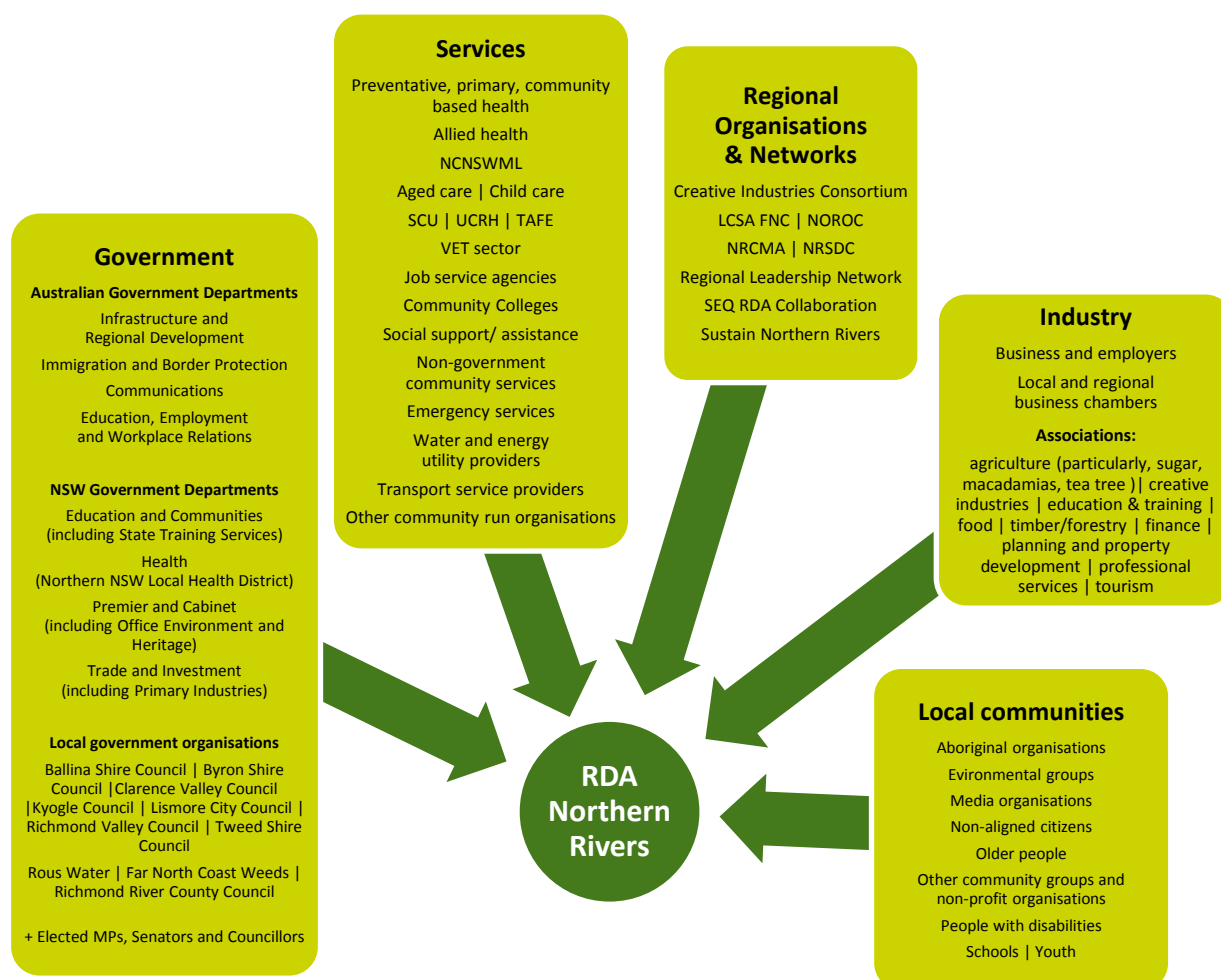 Government
Australian Government Departments
Infrastructure and
Regional Development
Immigration and Border Protection
Communications
Education, Employment
and Workplace Relations
NSW Government Departments
Education and Communities
(including State Training Services)
Health
(Northern NSW Local Health District)
Premier and Cabinet
(including Office Environment and
Heritage)
Trade and Investment
(including Primary Industries)
Local government organisations
Ballina Shire Council | Byron Shire
Council |Clarence Valley Council
|Kyogle Council | Lismore City Council |
Richmond Valley Council | Tweed Shire
Council
Rous Water | Far North Coast Weeds |
Richmond River County Council
+ Elected MPs, Senators and Councillors
Services
Preventative, primary, community
based health
Allied health
NCNSWML
Aged care | Child care
SCU | UCRH | TAFE
VET sector
Job service agencies
Community Colleges
Social support/ assistance
Non-government
community services
Emergency services
Water and energy
utility providers
Transport service providers
Other community run organisations
Regional
Organisations
& Networks
Creative Industries Consortium
LCSA FNC | NOROC
NRCMA | NRSDC
Regional Leadership Network
SEQ RDA Collaboration
Sustain Northern Rivers
Industry
Business and employers
Local and regional
business chambers
Associations:
agriculture (particularly, sugar,
macadamias, tea tree )| creative
industries | education & training |
food | timber/forestry | finance |
planning and property
development | professional
services | tourism
Local communities
Aboriginal organisations
Evironmental groups
Media organisations
Non-aligned citizens
Older people
Other community groups and
non-profit organisations
People with disabilities
Schools | Youth
RDA
Northern
Rivers